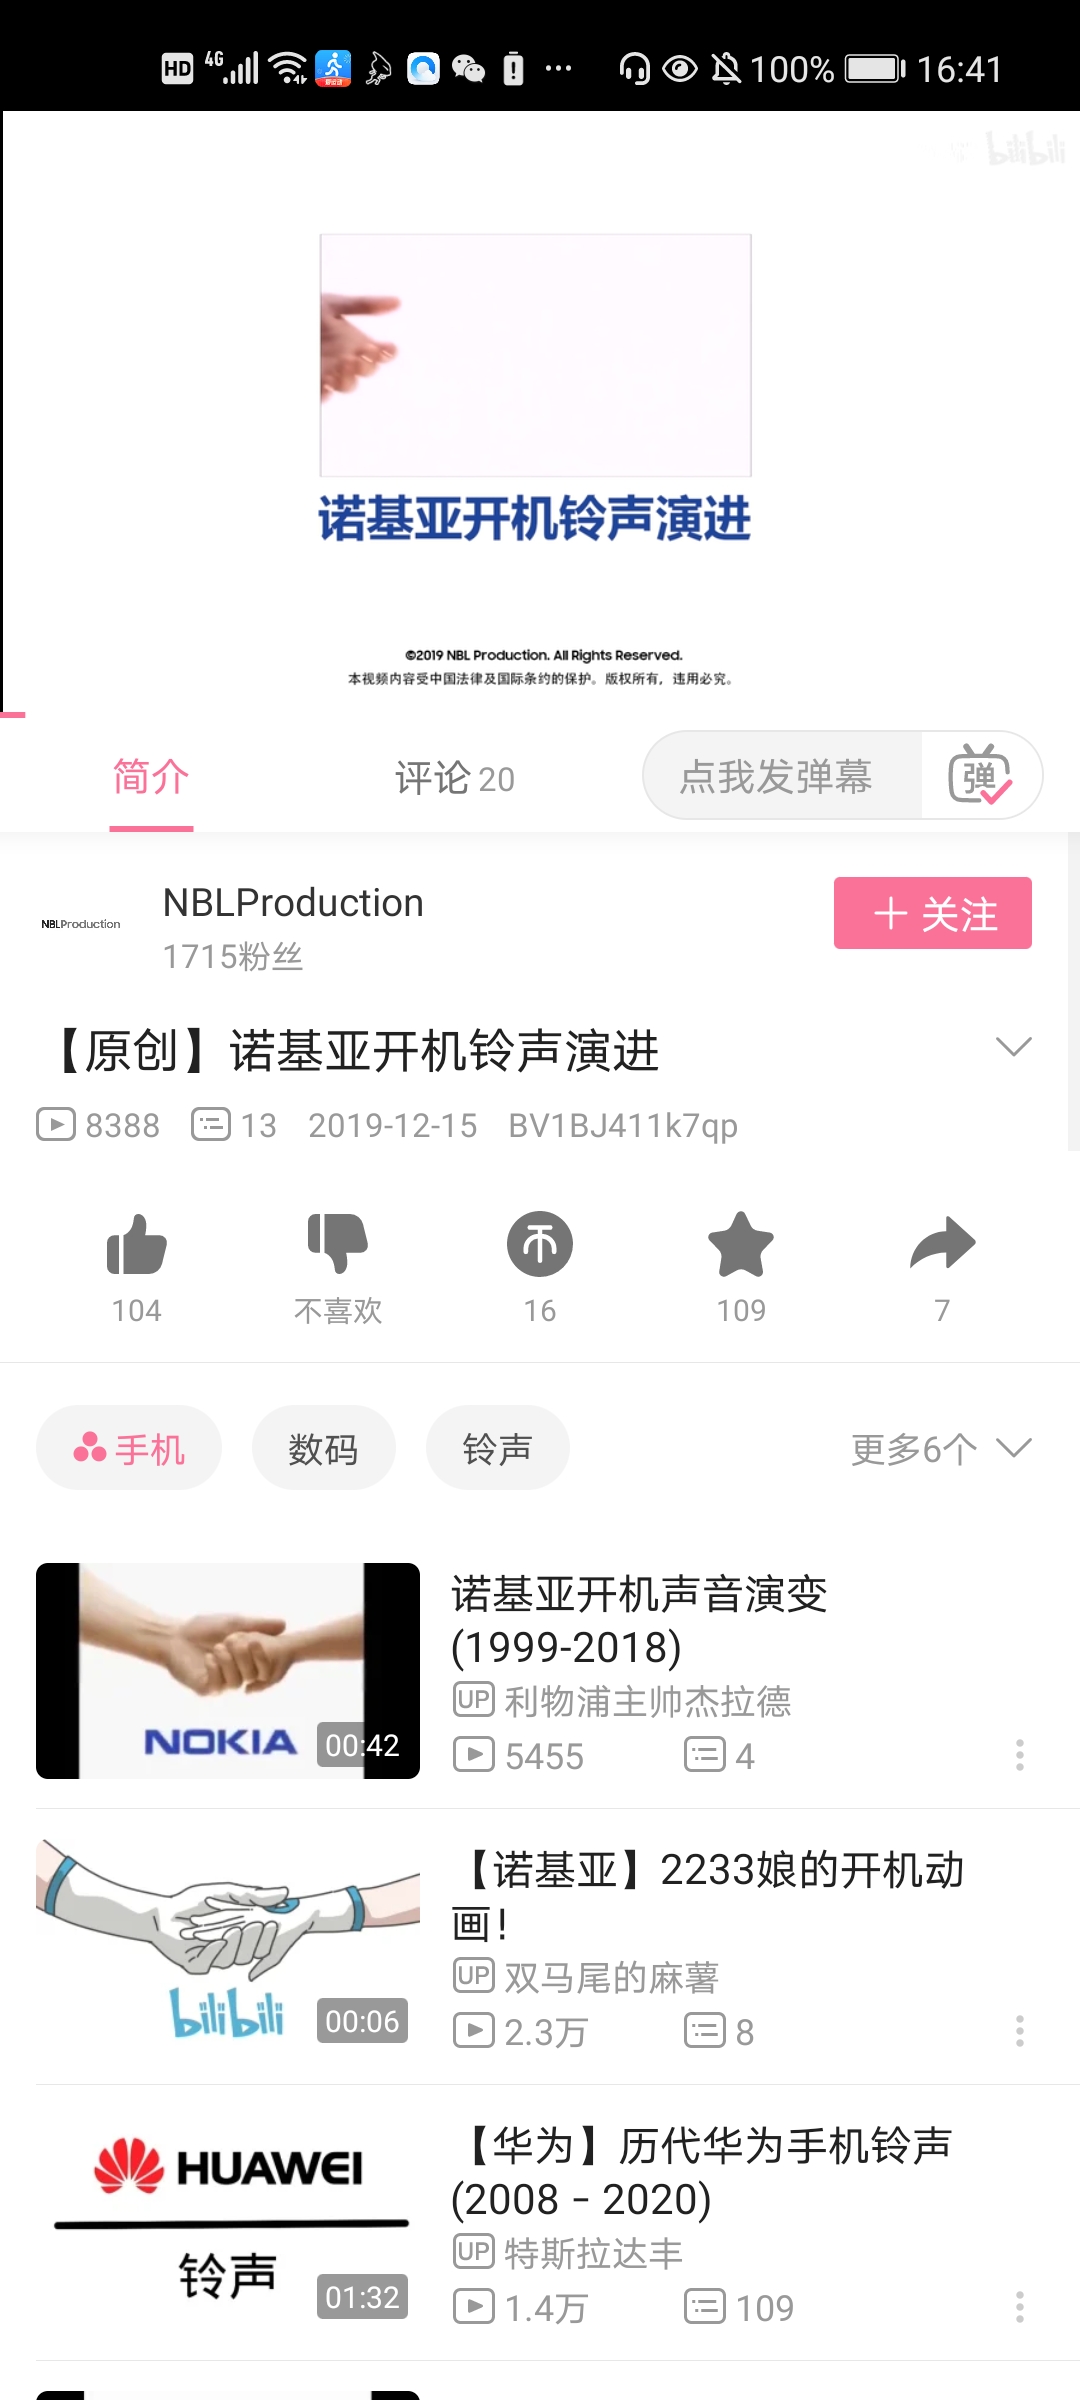 HD 4G 100% 16:41
bilibili
诺基亚开机铃声演进
©2019 NBL Production. All Rights Reserved.
本视频内容受中国法律及国际条约的保护。版权所有，违用必究。
简介 评论 20 点我发弹幕 弹
NBLProduction
NBLProduction
1715粉丝
关注
【原创】诺基亚开机铃声演进
8388 13 2019-12-15 BV1BJ411k7qp
104 不喜欢 16 109 7
手机 数码 铃声 更多6个
NOKIA 00:42
诺基亚开机声音演变
(1999-2018)
UP 利物浦主帅杰拉德
5455 4
bilibili 00:06
【诺基亚】2233娘的开机动
画！
UP 双马尾的麻薯
2.3万 8
HUAWEI
铃声 01:32
【华为】历代华为手机铃声
(2008 - 2020)
UP 特斯拉达丰
1.4万 109